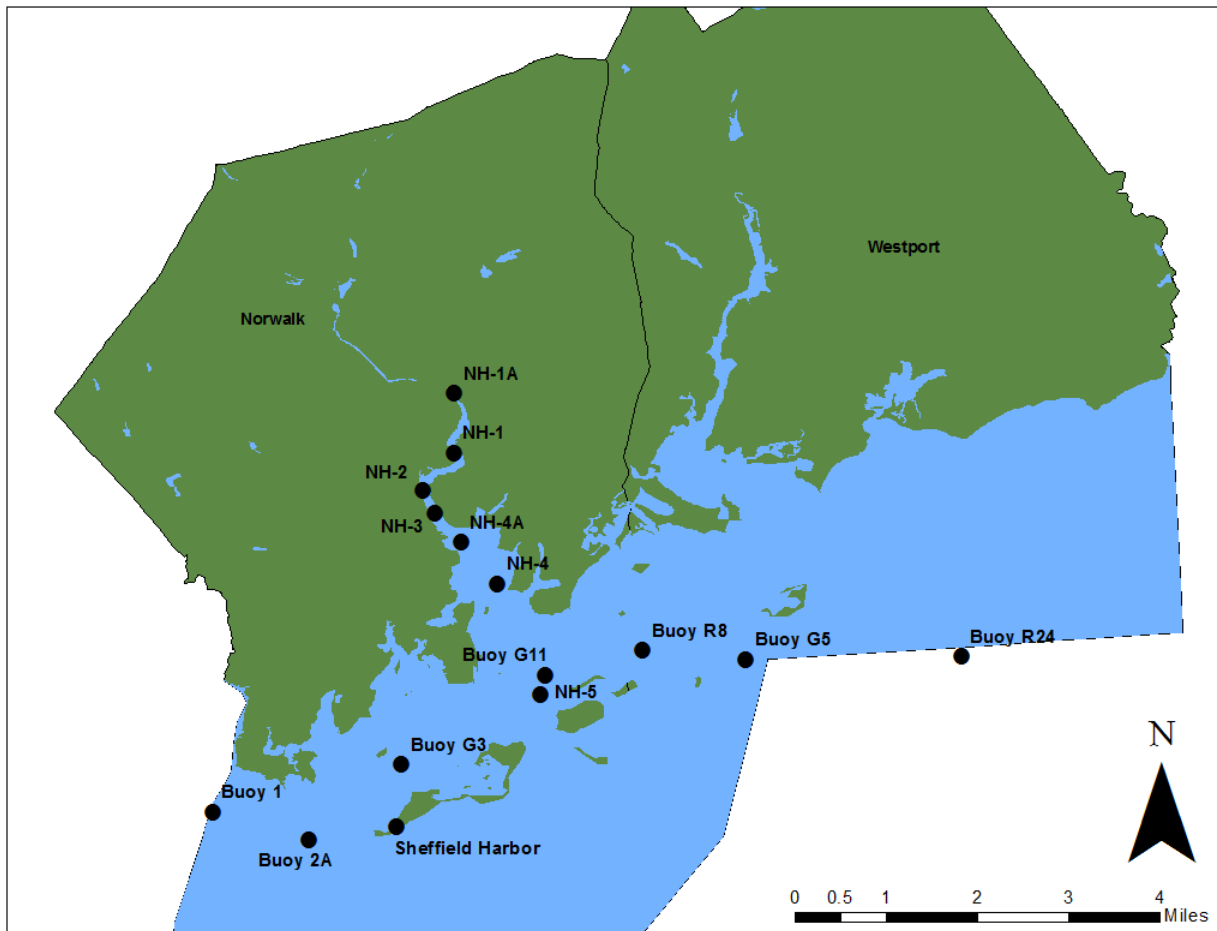 Westport
Norwalk
NH-1A
NH-1
NH-2
NH-3
NH-4A
NH-4
Buoy R8
Buoy G5
Buoy R24
Buoy G11
NH-5
Buoy G3
Buoy 1
Sheffield Harbor
Buoy 2A
N
0 0.5 1 2 3 4
Miles